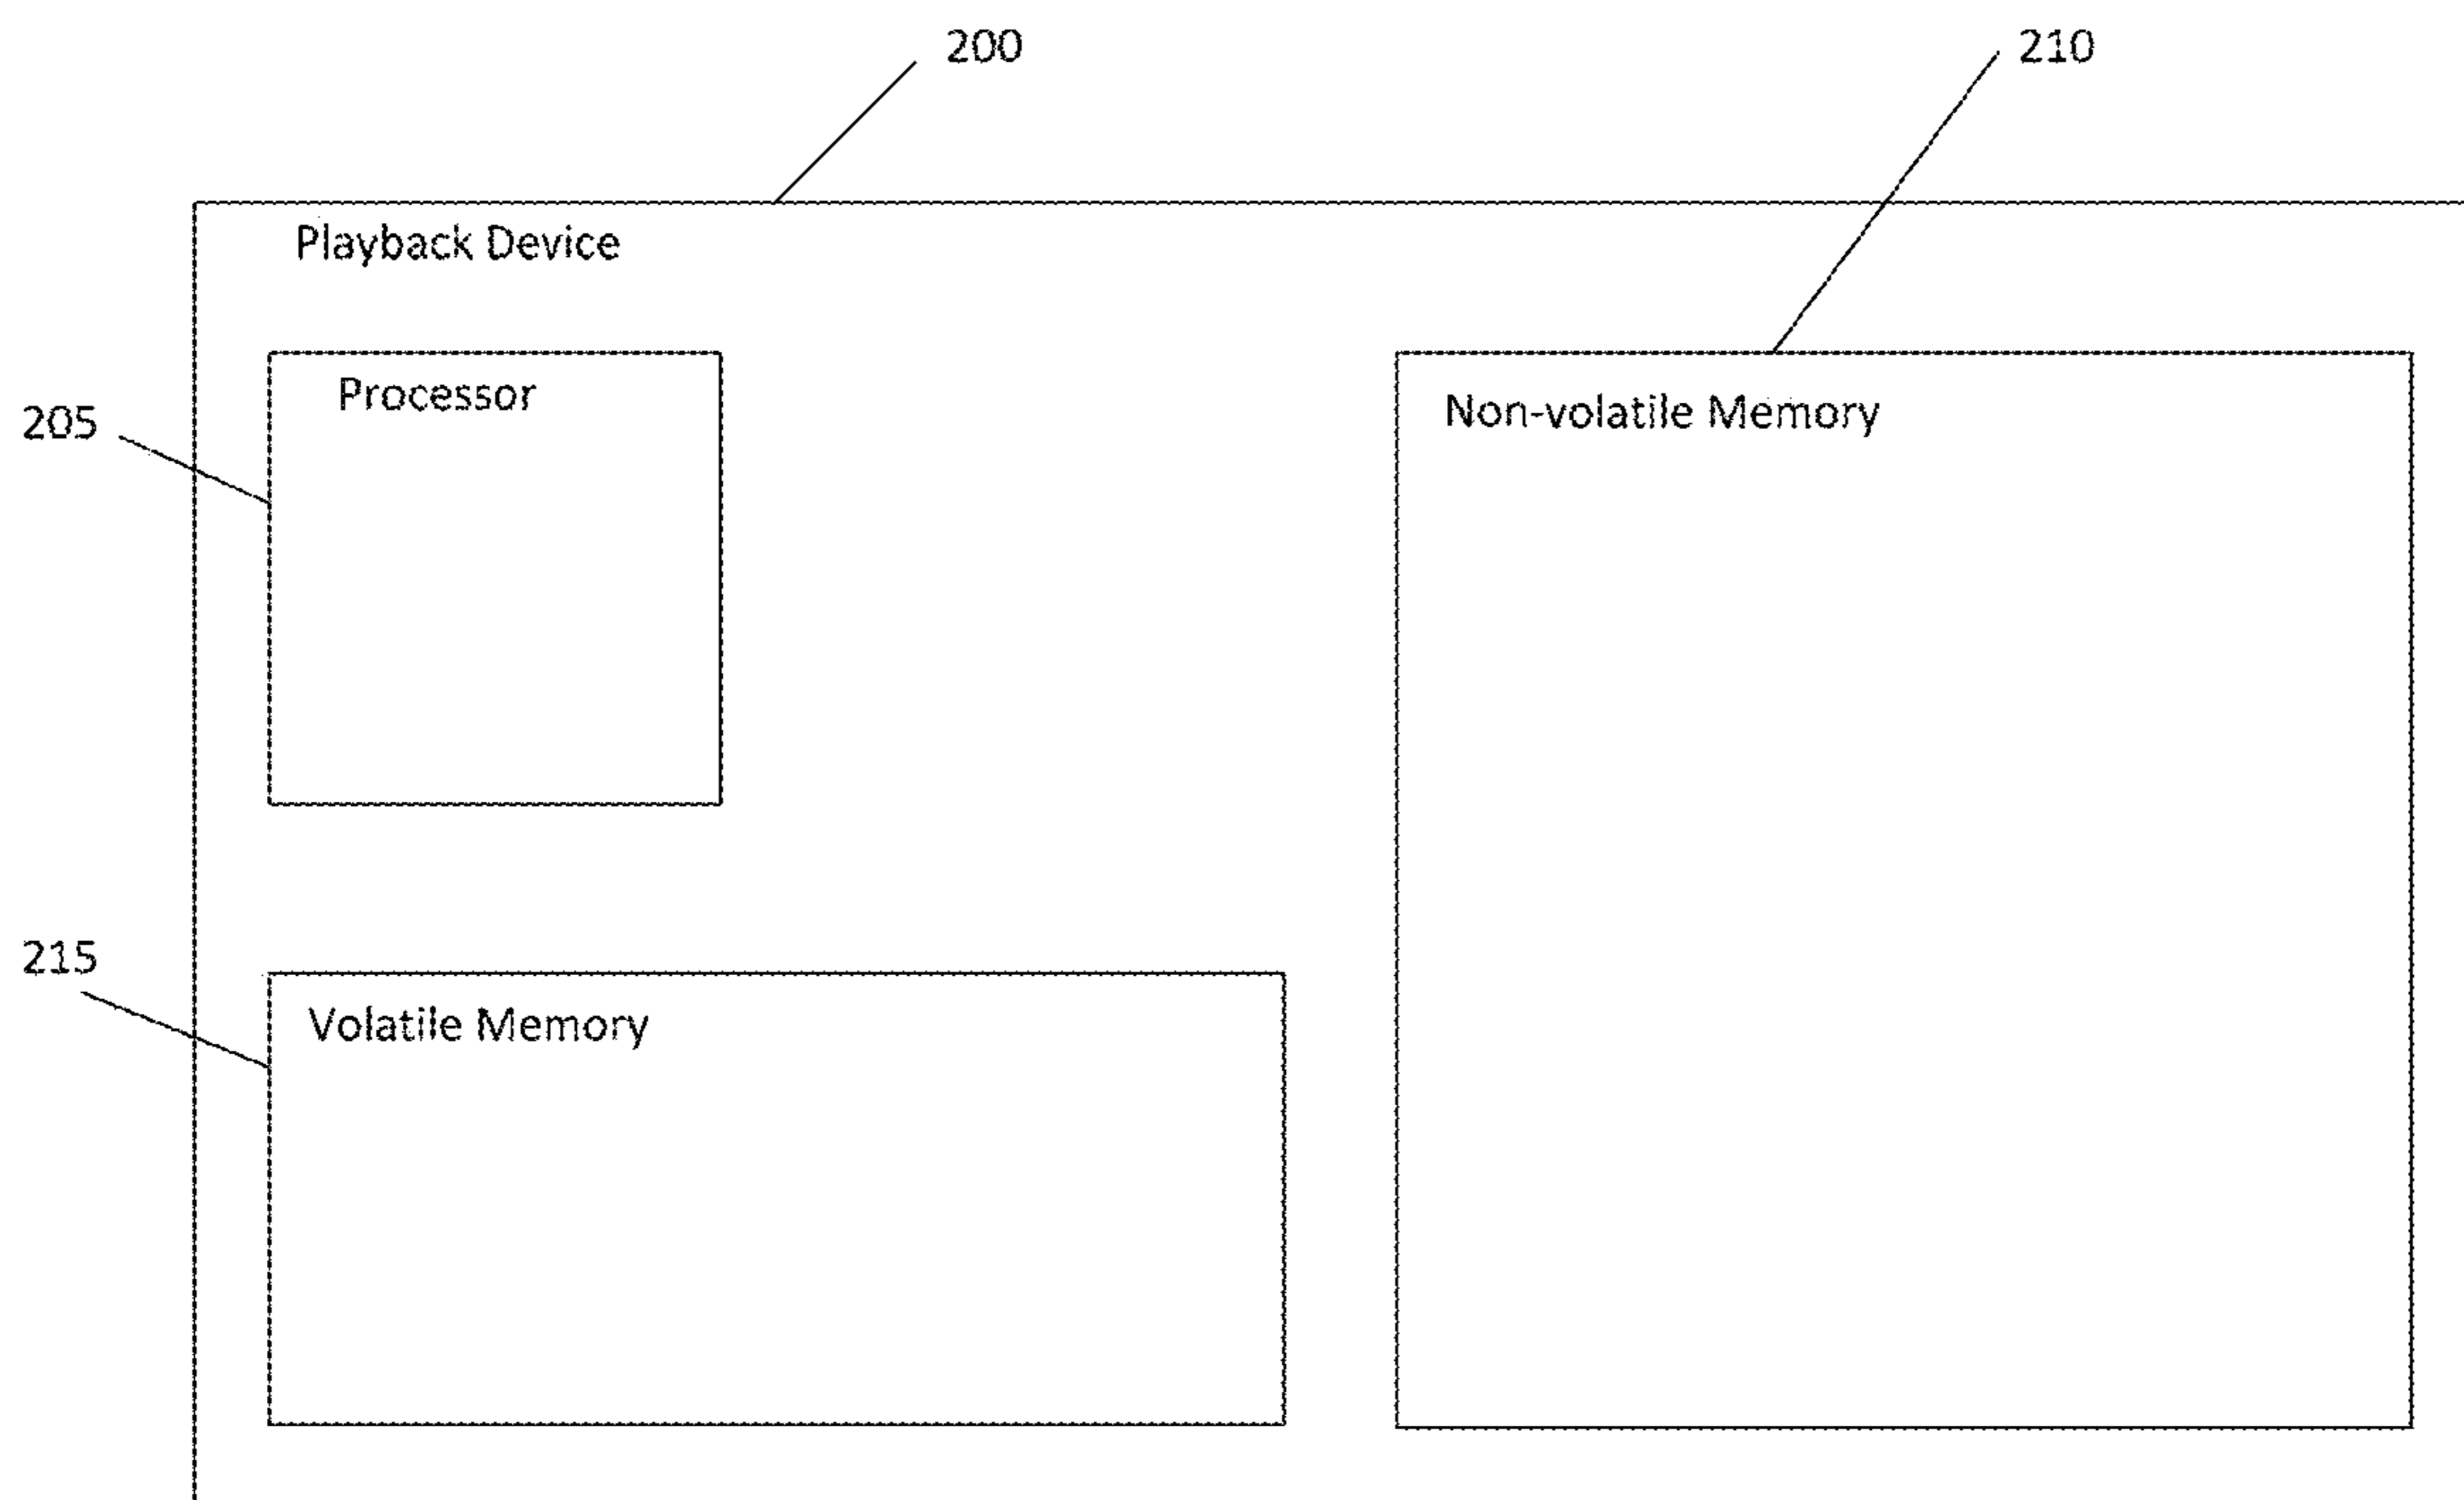 200
210
Playback Device
Processor
205
Non-volatile Memory
215
Volatile Memory